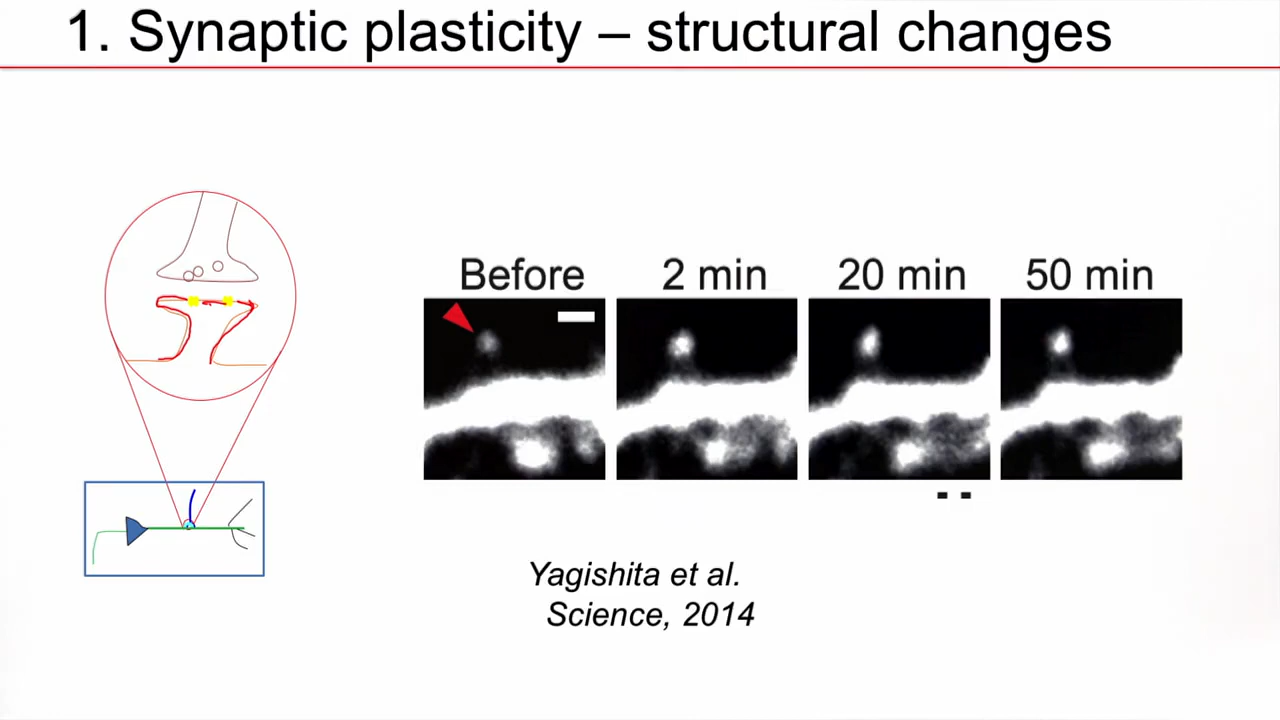 1. Synaptic plasticity – structural changes
Before 2 min 20 min 50 min
Yagishita et al.
Science, 2014